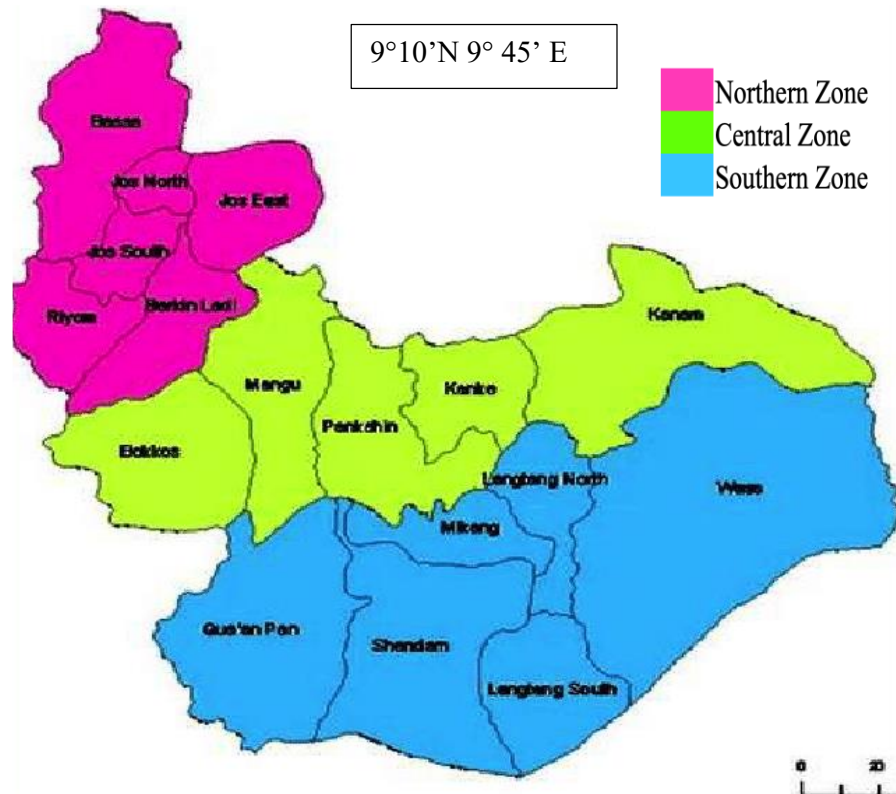 9°10’N 9° 45’ E
Northern Zone
Central Zone
Southern Zone
Bassa
Jos North
Jos East
Jos South
Riyom
Barkin Ladi
Kanam
Mangu
Kanke
Pankshin
Bokkos
Langtang North
Wase
Mikang
Qua'an Pan
Shendam
Langtang South
0
20